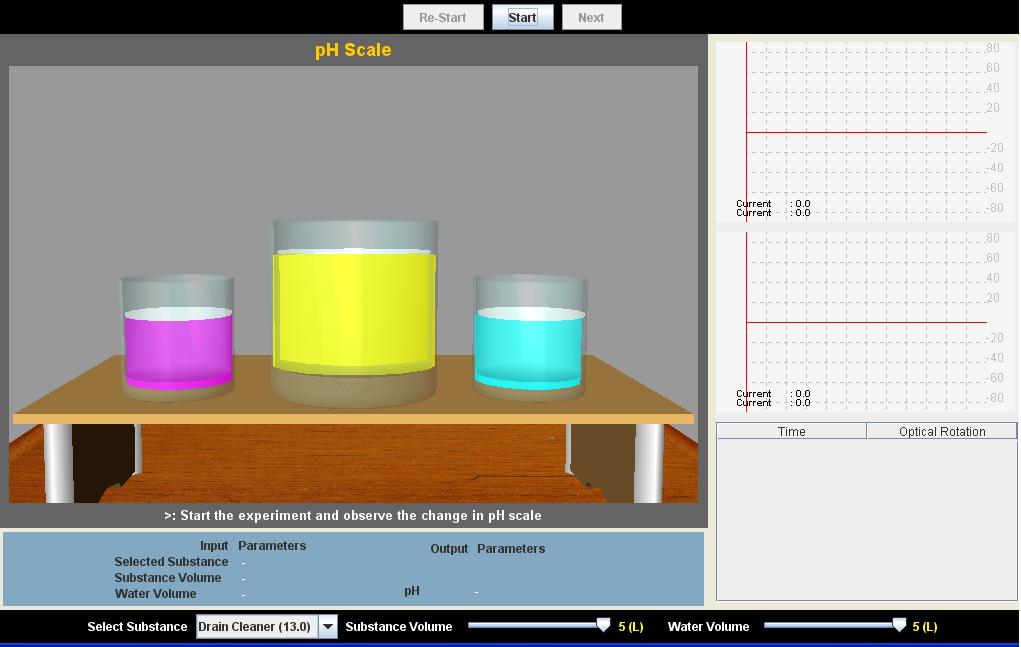 Re-Start Start Next
pH Scale
80
60
40
20
-20
-40
-60
-80
Current : 0.0
Current : 0.0
80
60
40
20
-20
-40
-60
-80
Current : 0.0
Current : 0.0
Time Optical Rotation
>: Start the experiment and observe the change in pH scale
Input Parameters
Selected Substance -
Substance Volume -
Water Volume -
Output Parameters
pH -
Select Substance Drain Cleaner (13.0) Substance Volume 5 (L) Water Volume 5 (L)